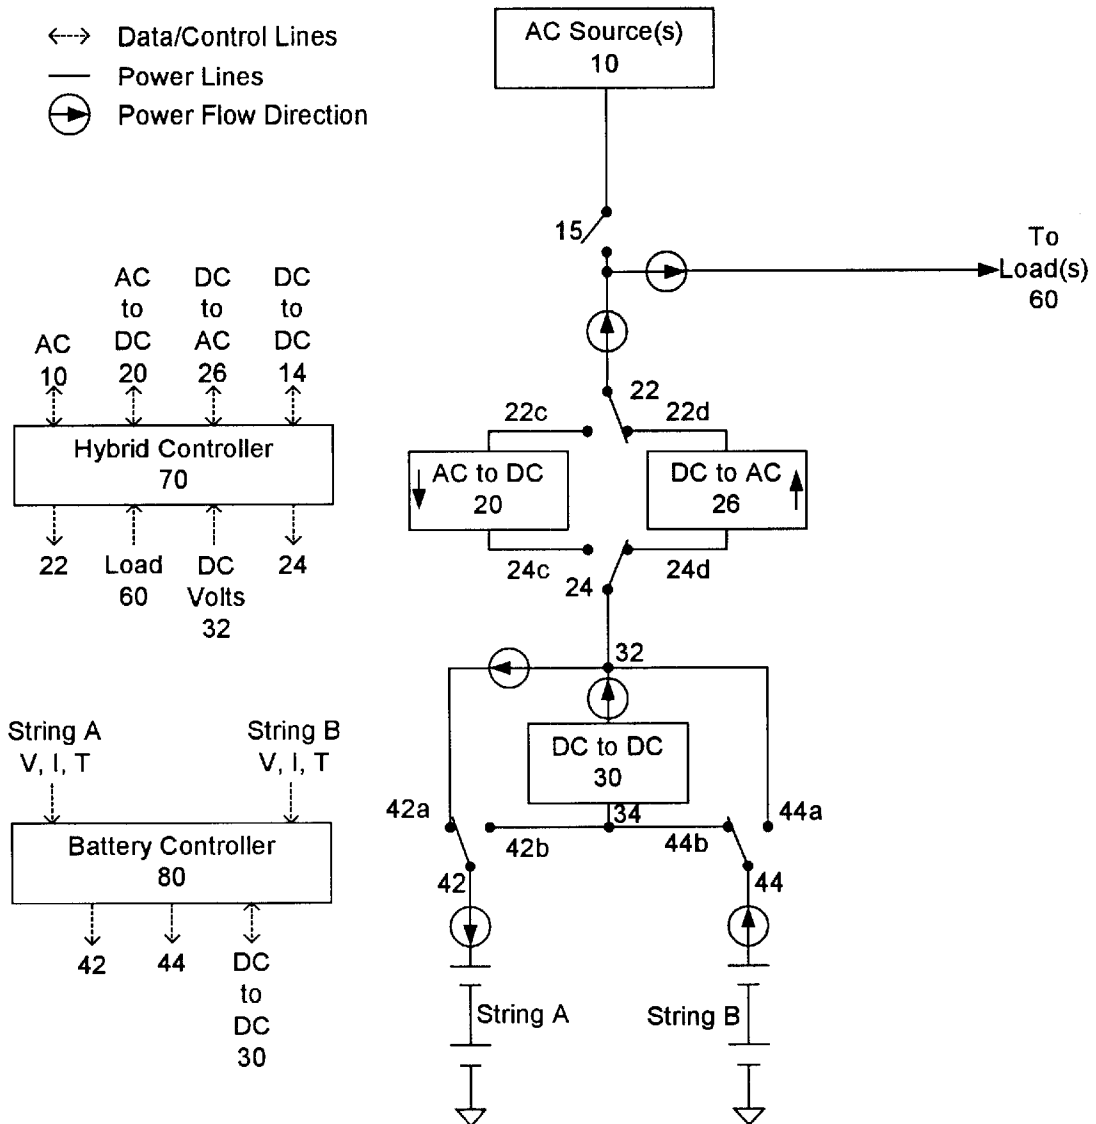 Data/Control Lines
Power Lines
Power Flow Direction
AC Source(s)
10
15
To
Load(s)
60
AC
10
AC
to
DC
20
DC
to
AC
26
DC
to
DC
14
Hybrid Controller
70
22
Load
60
DC
Volts
32
24
22
22c
22d
AC to DC
20
DC to AC
26
24c
24
24d
32
DC to DC
30
34
42a
42b
44b
44a
42
44
String A
V, I, T
String B
V, I, T
Battery Controller
80
42
44
DC
to
DC
30
String A
String B